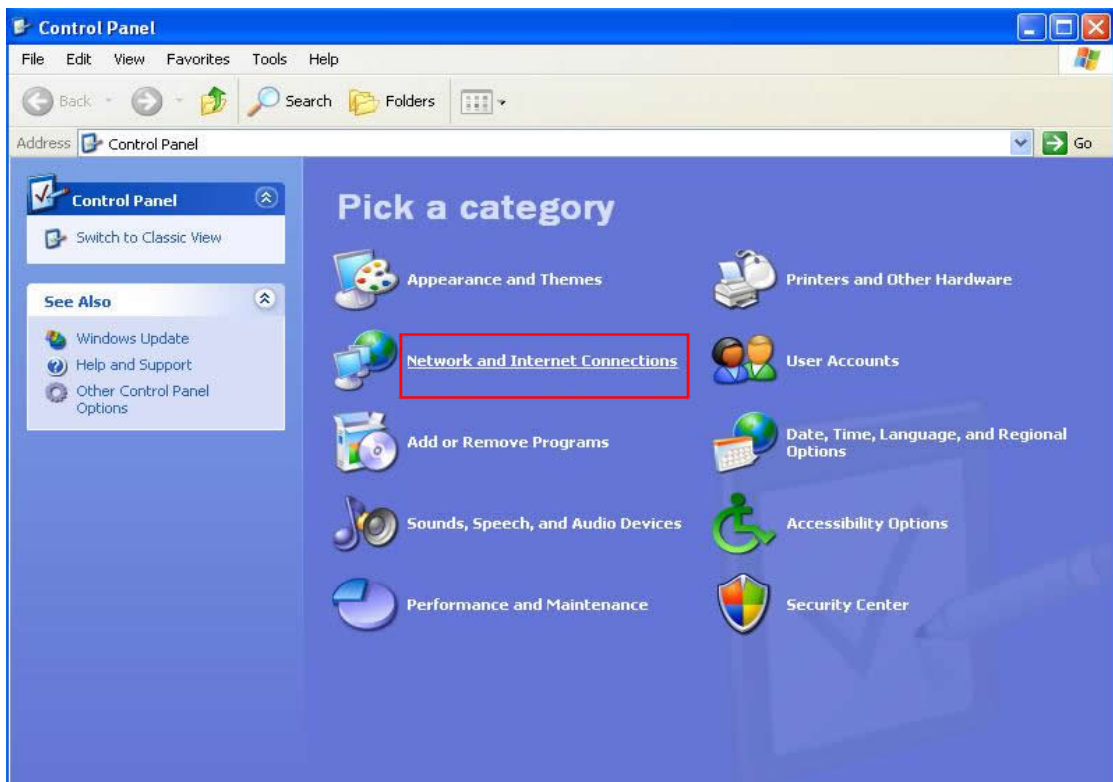 Control Panel
File Edit View Favorites Tools Help
Back Search Folders
Address Control Panel Go
Control Panel
Switch to Classic View
See Also
Windows Update
Help and Support
Other Control Panel
Options
Pick a category
Appearance and Themes
Printers and Other Hardware
Network and Internet Connections
User Accounts
Add or Remove Programs
Date, Time, Language, and Regional
Options
Sounds, Speech, and Audio Devices
Accessibility Options
Performance and Maintenance
Security Center